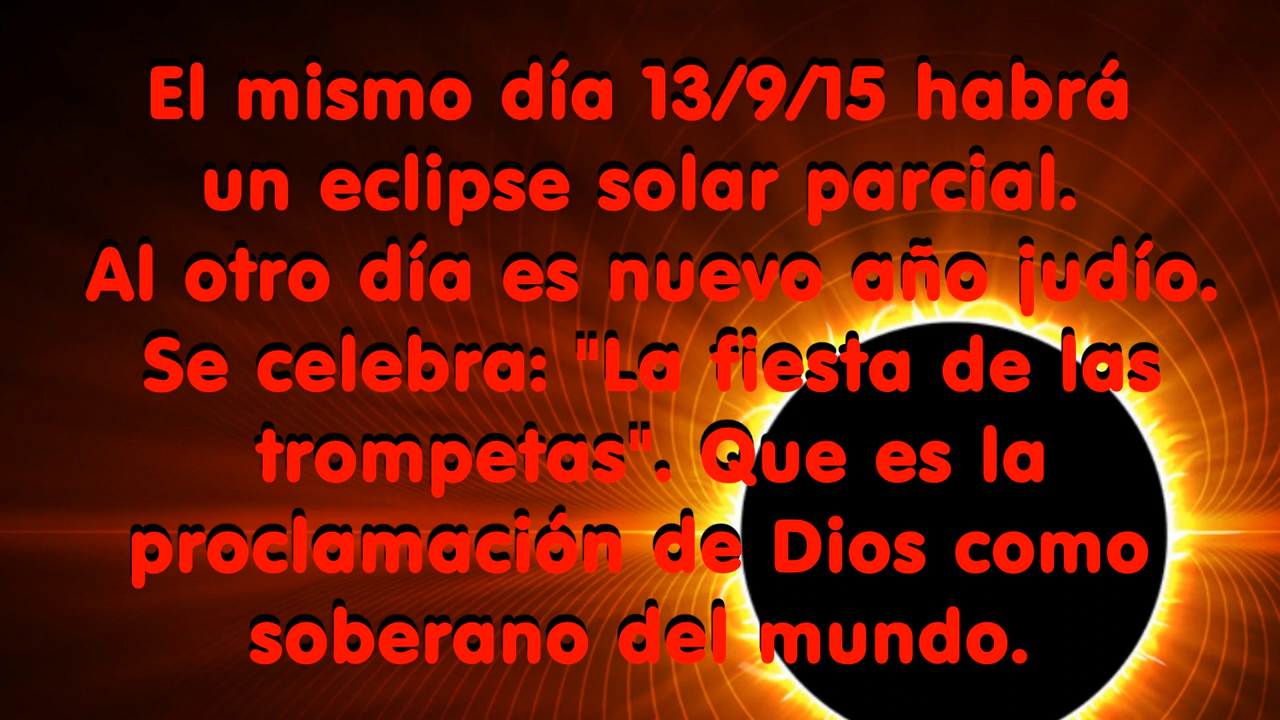 El mismo día 13/9/15 habrá
un eclipse solar parcial.
Al otro día es nuevo año judío.
Se celebra: "La fiesta de las
trompetas". Que es la
proclamación de Dios como
soberano del mundo.